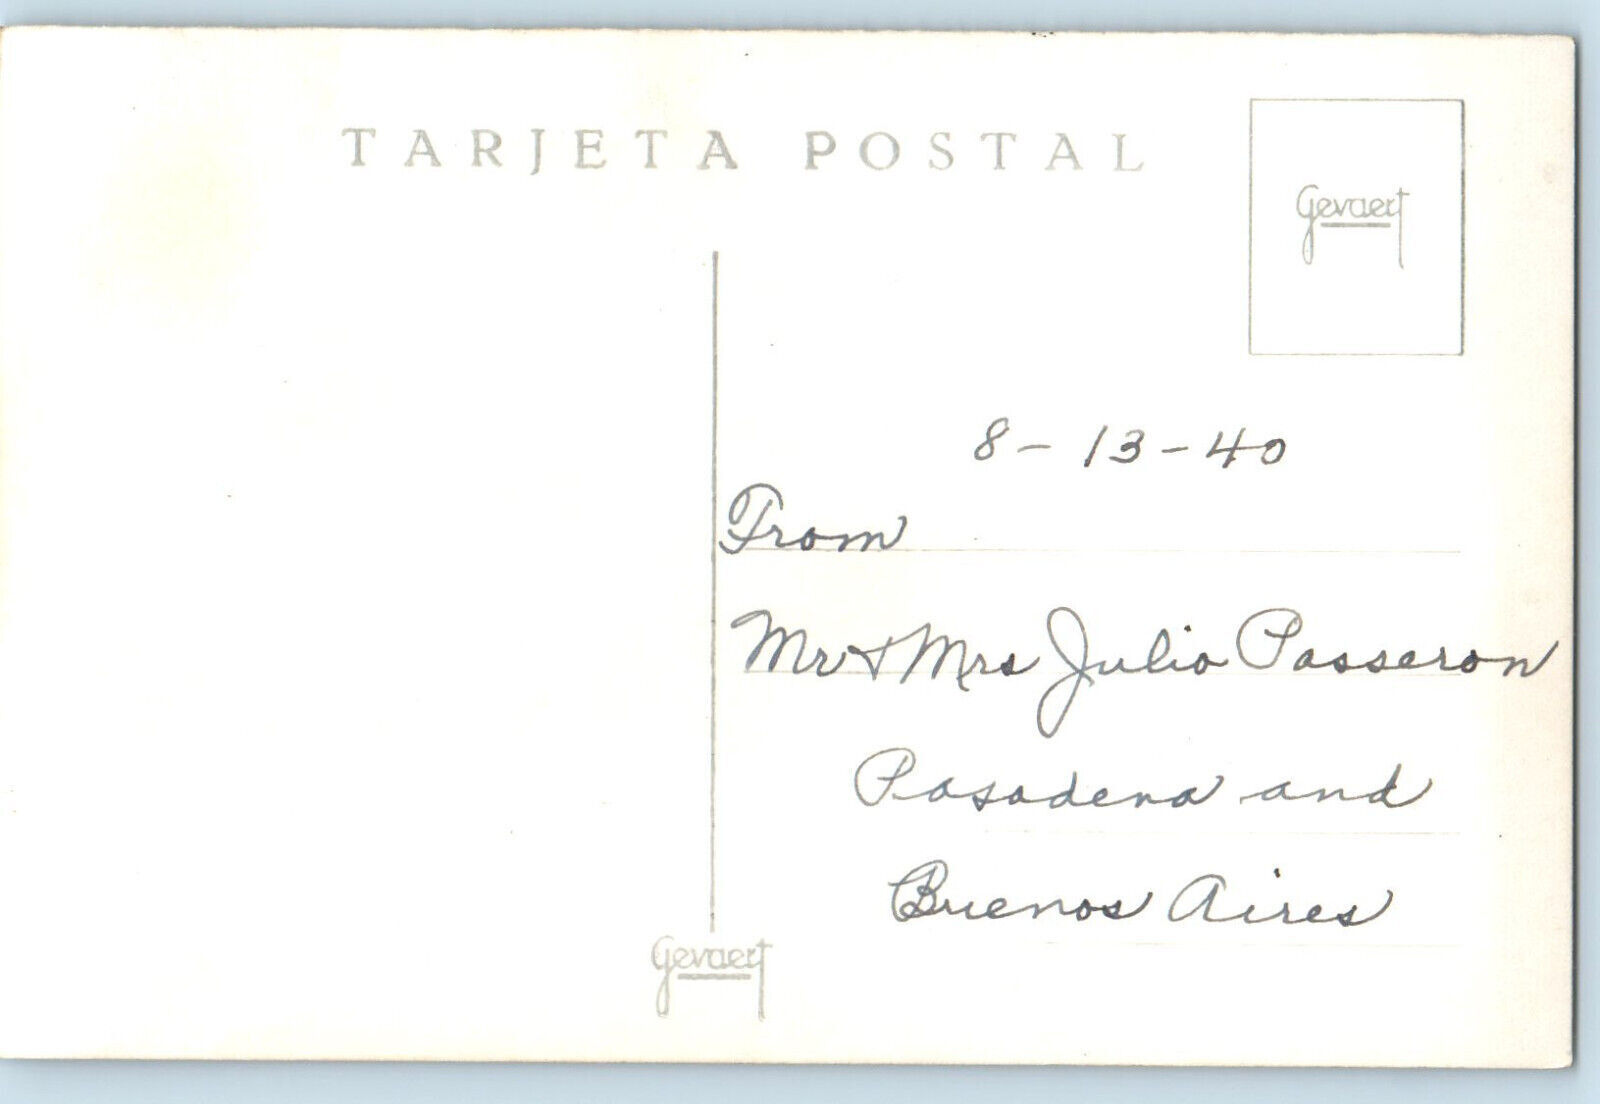 TARJETA POSTAL
Gevaert
8-13-40
From
Mr & Mrs Julio Passeron
Pasadena and
Buenos Aires
Gevaert